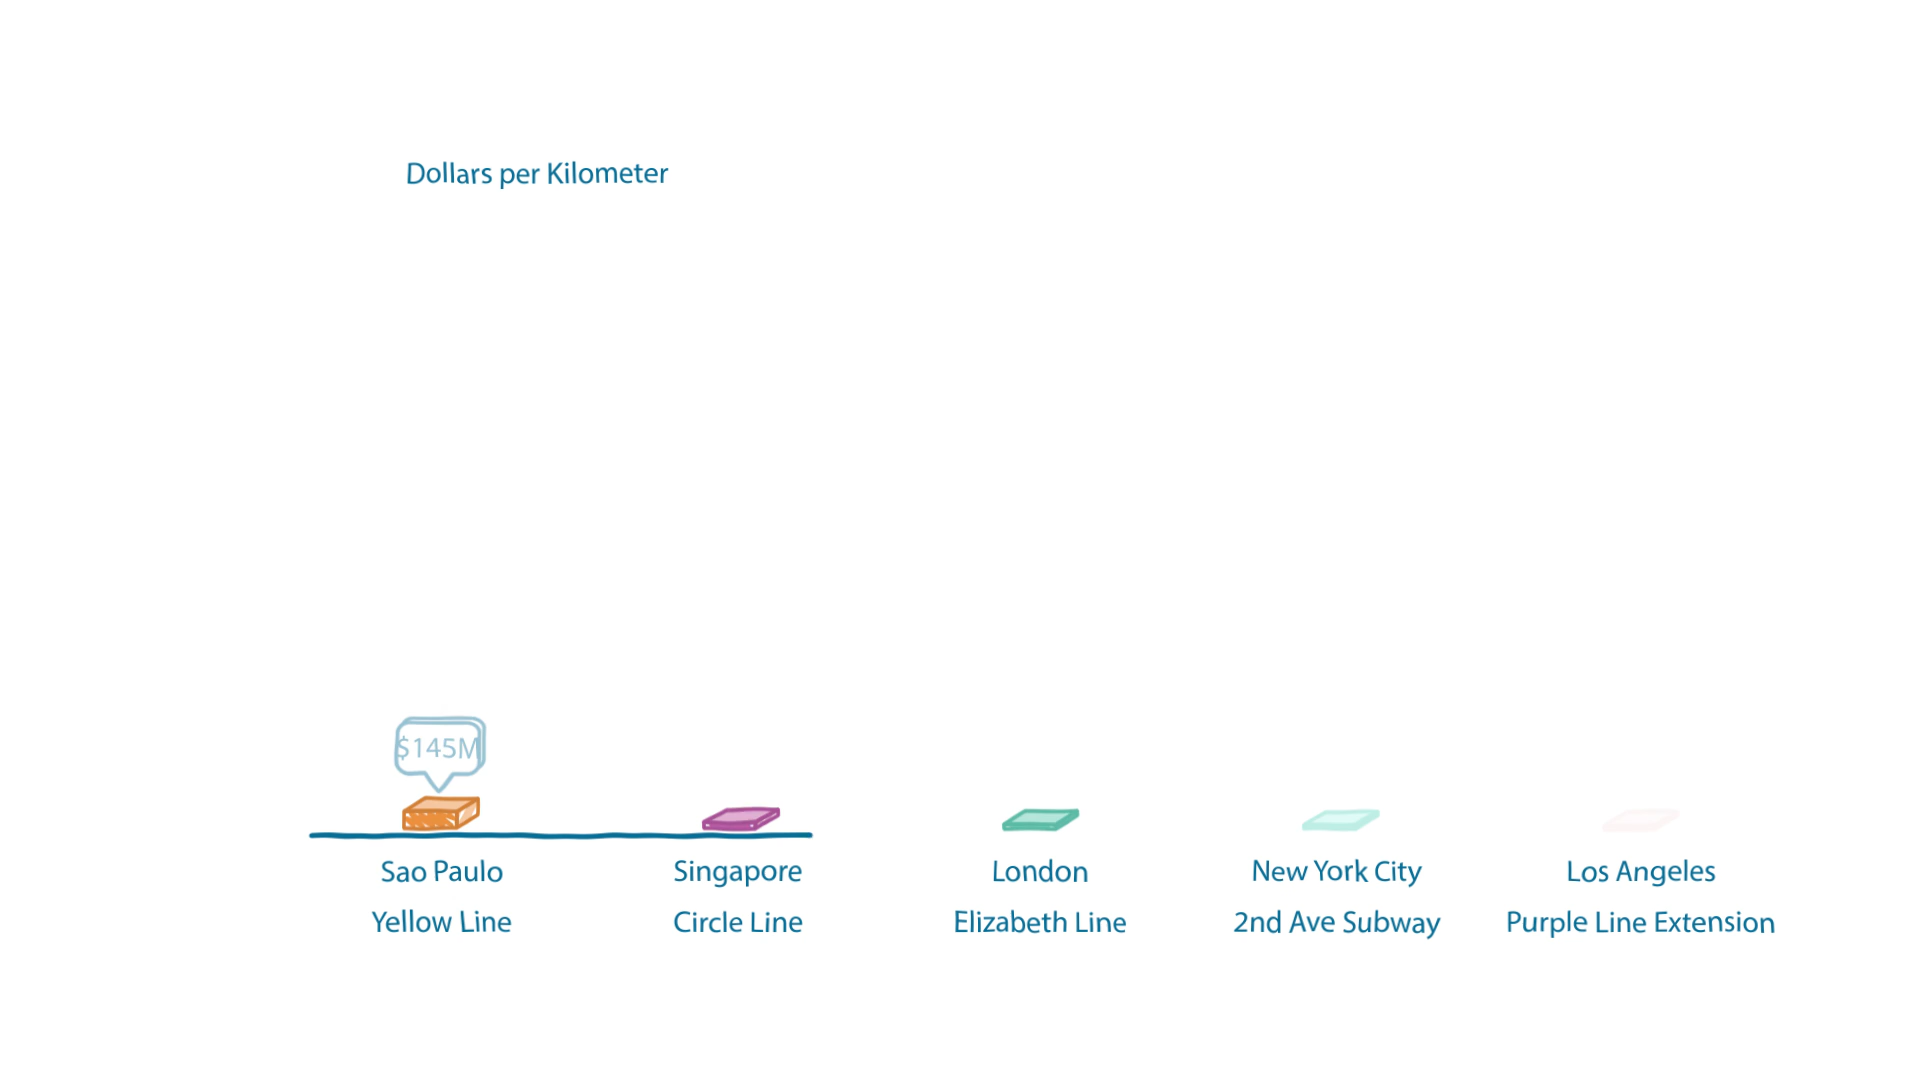 Dollars per Kilometer
$145M
Sao Paulo
Singapore
London
New York City
Los Angeles
Yellow Line
Circle Line
Elizabeth Line
2nd Ave Subway
Purple Line Extension